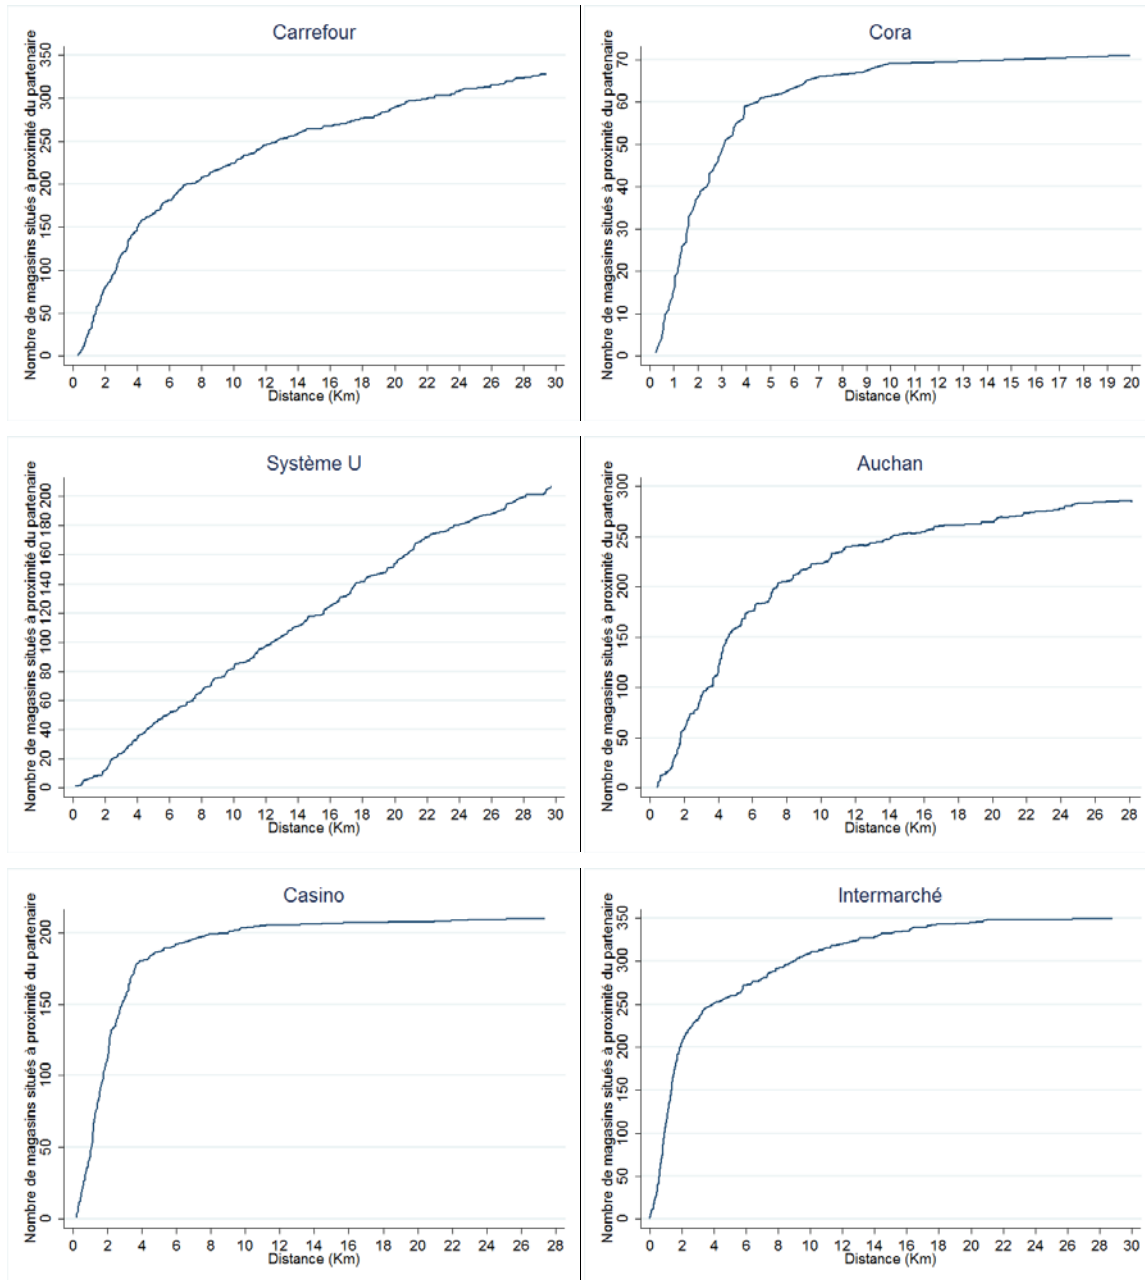 Carrefour
Nombre de magasins situés à proximité du partenaire
0 50 100 150 200 250 300 350
0 2 4 6 8 10 12 14 16 18 20 22 24 26 28 30
Distance (Km)
Cora
Nombre de magasins situés à proximité du partenaire
0 10 20 30 40 50 60 70
0 1 2 3 4 5 6 7 8 9 10 11 12 13 14 15 16 17 18 19 20
Distance (Km)
Système U
Nombre de magasins situés à proximité du partenaire
0 20 40 60 80 100 120 140 160 180 200
0 2 4 6 8 10 12 14 16 18 20 22 24 26 28 30
Distance (Km)
Auchan
Nombre de magasins situés à proximité du partenaire
0 50 100 150 200 250 300
0 2 4 6 8 10 12 14 16 18 20 22 24 26 28
Distance (Km)
Casino
Nombre de magasins situés à proximité du partenaire
0 50 100 150 200
0 2 4 6 8 10 12 14 16 18 20 22 24 26 28
Distance (Km)
Intermarché
Nombre de magasins situés à proximité du partenaire
0 50 100 150 200 250 300 350
0 2 4 6 8 10 12 14 16 18 20 22 24 26 28 30
Distance (Km)